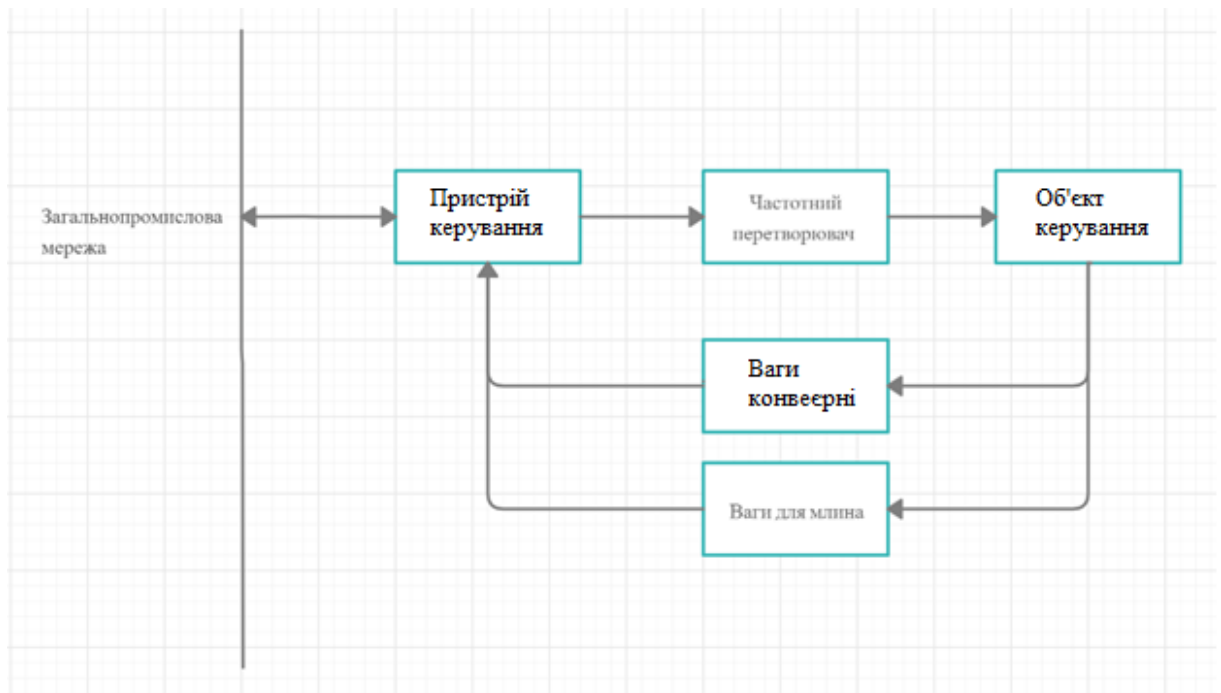 Загальнопромислова
мережа
Пристрій
керування
Частотний
перетворювач
Об'єкт
керування
Ваги
конвеєрні
Ваги для млина